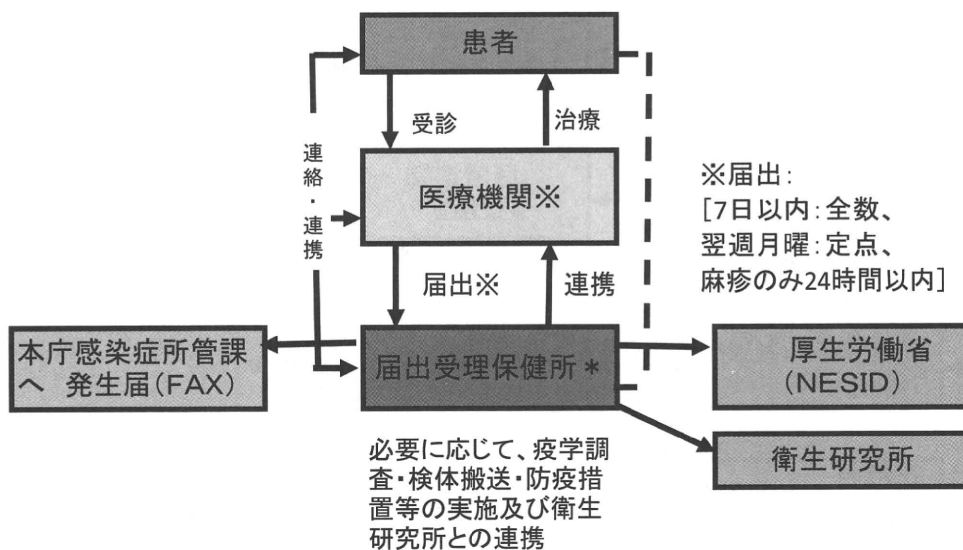 患者
受診
治療
連絡・連携
医療機関※
※届出:
[7日以内:全数、
翌週月曜:定点、
麻疹のみ24時間以内]
届出※
連携
本庁感染症所管課
へ 発生届(FAX)
届出受理保健所*
厚生労働省
(NESID)
衛生研究所
必要に応じて、疫学調
査・検体搬送・防疫措
置等の実施及び衛生
研究所との連携